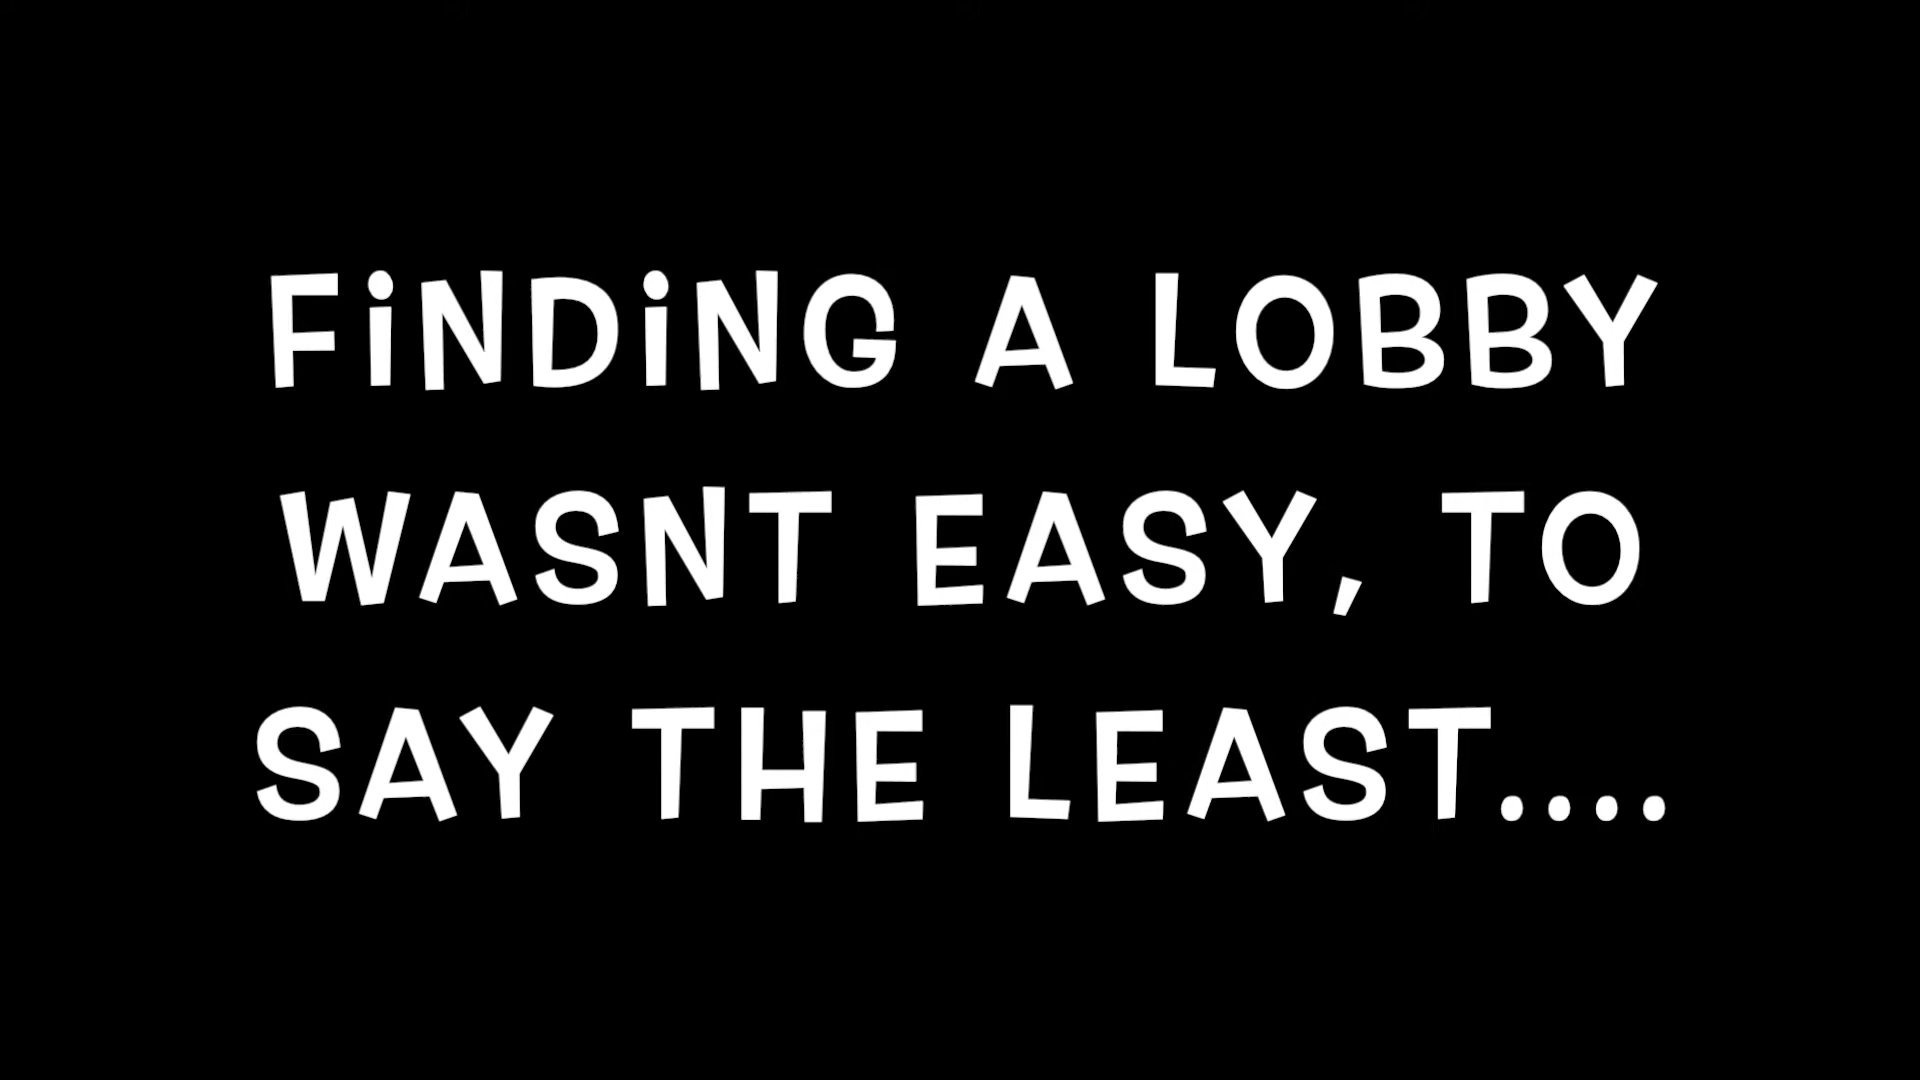 FiNDiNG A LOBBY
WASNT EASY, TO
SAY THE LEAST....